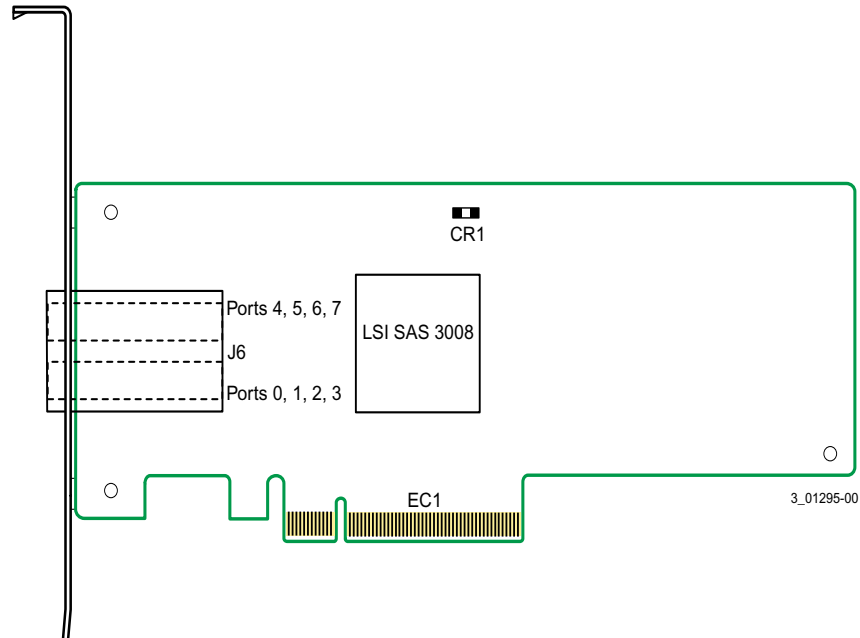 CR1
Ports 4, 5, 6, 7
LSI SAS 3008
J6
Ports 0, 1, 2, 3
EC1
3_01295-00